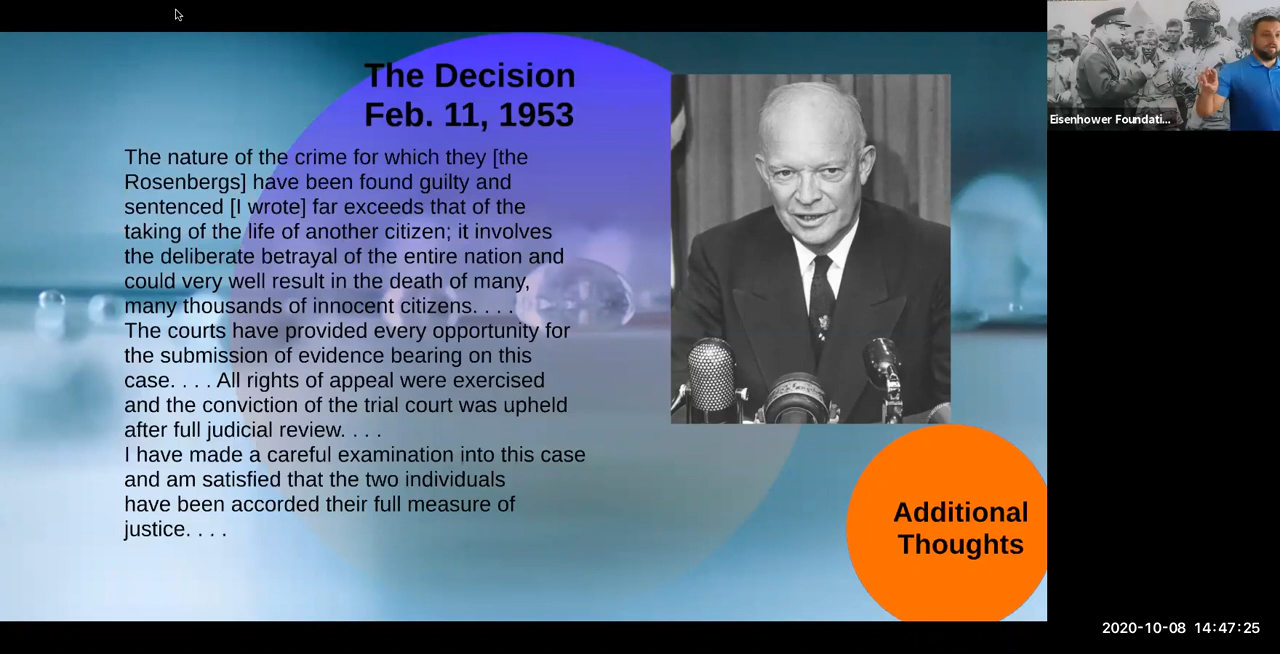 The Decision
Feb. 11, 1953
The nature of the crime for which they [the
Rosenbergs] have been found guilty and
sentenced [I wrote] far exceeds that of the
taking of the life of another citizen; it involves
the deliberate betrayal of the entire nation and
could very well result in the death of many,
many thousands of innocent citizens. . . .
The courts have provided every opportunity for
the submission of evidence bearing on this
case. . . . All rights of appeal were exercised
and the conviction of the trial court was upheld
after full judicial review. . . .
I have made a careful examination into this case
and am satisfied that the two individuals
have been accorded their full measure of
justice. . . .
Additional
Thoughts
Eisenhower Foundati...
2020-10-08 14:47:25